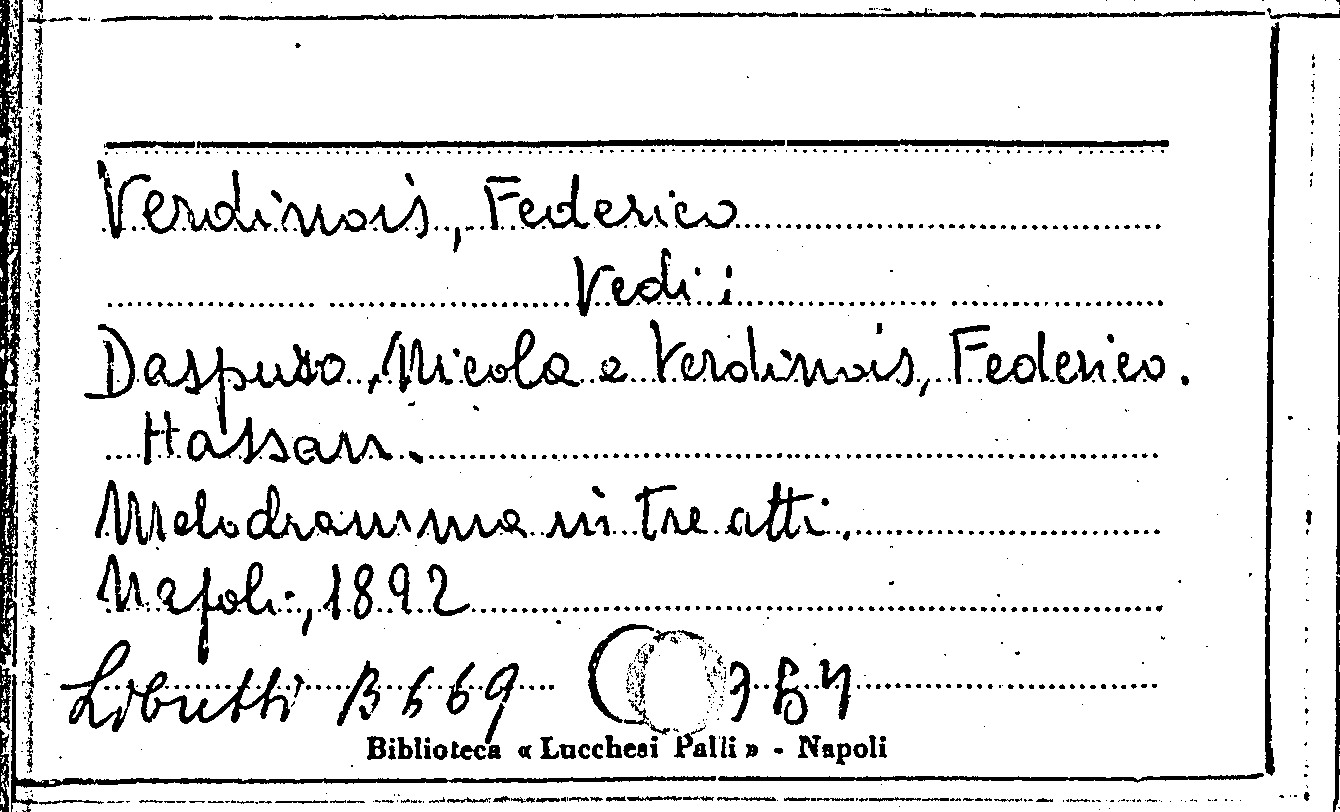 Verdinois, Federico
Vedi:
Daspuro, Nicola e Verdinois, Federico.
Hassan.
Melodramma in tre atti.
Napoli, 1892
Libretti B 669
Biblioteca « Lucchesi Palli » - Napoli